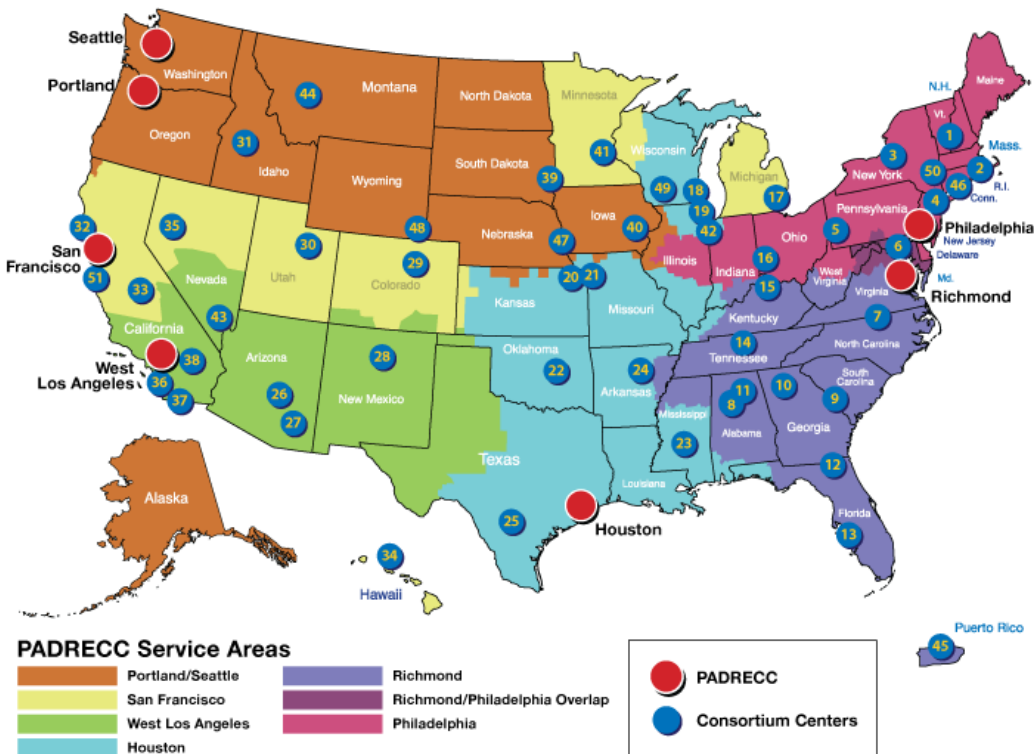 Seattle
Washington
Portland
Oregon
Montana
44
31
Idaho
North Dakota
Minnesota
41
South Dakota
39
Wyoming
48
Nebraska
47
Iowa
40
Wisconsin
49
18
19
42
Michigan
17
N.H.
Maine
Vt.
1
Mass.
3
New York
50
2
R.I.
46
Conn.
4
Pennsylvania
5
Philadelphia
New Jersey
6
Delaware
Md.
Richmond
Ohio
16
Indiana
Illinois
West
Virginia
Virginia
15
Kentucky
7
North Carolina
14
Tennessee
South
Carolina
9
10
11
8
Alabama
Georgia
Mississippi
23
12
Florida
13
32
San
Francisco
51
33
35
Nevada
California
43
30
Utah
29
Colorado
20
21
Kansas
Missouri
Oklahoma
22
24
Arkansas
West
Los Angeles
36
38
37
Arizona
26
27
28
New Mexico
Texas
25
Houston
Louisiana
Alaska
34
Hawaii
Puerto Rico
45
PADRECC Service Areas
Portland/Seattle
San Francisco
West Los Angeles
Houston
Richmond
Richmond/Philadelphia Overlap
Philadelphia
PADRECC
Consortium Centers